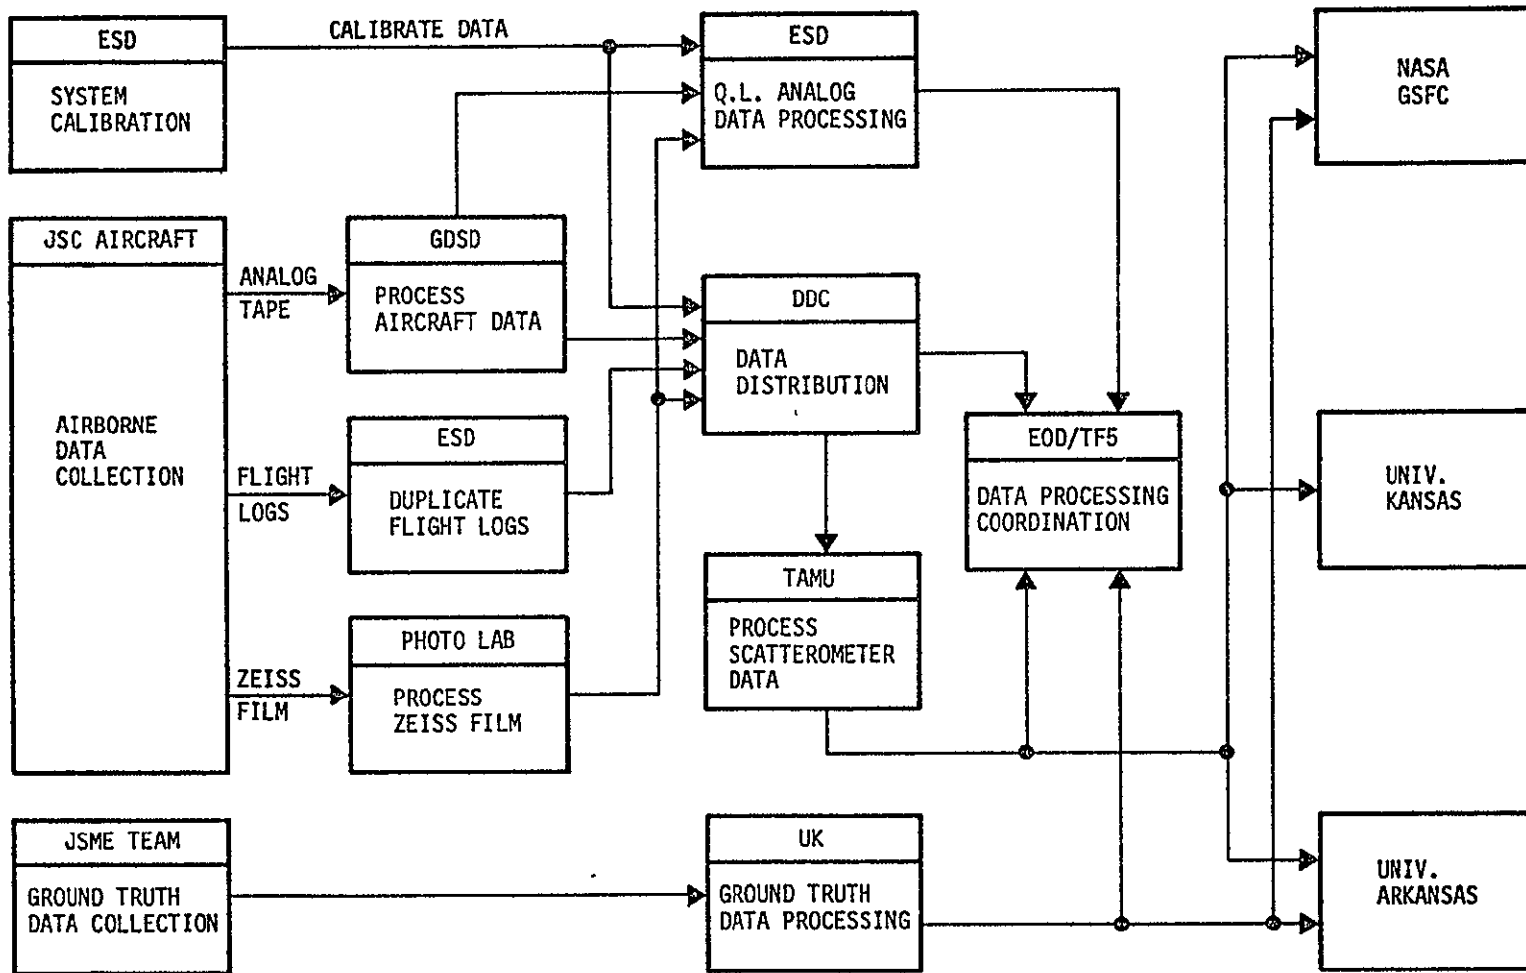 ESD
SYSTEM
CALIBRATION
CALIBRATE DATA
ESD
Q.L. ANALOG
DATA PROCESSING
NASA
GSFC
JSC AIRCRAFT
AIRBORNE
DATA
COLLECTION
ANALOG
TAPE
GDSD
PROCESS
AIRCRAFT DATA
FLIGHT
LOGS
ESD
DUPLICATE
FLIGHT LOGS
ZEISS
FILM
PHOTO LAB
PROCESS
ZEISS FILM
DDC
DATA
DISTRIBUTION
EOD/TF5
DATA PROCESSING
COORDINATION
TAMU
PROCESS
SCATTEROMETER
DATA
UNIV.
KANSAS
JSME TEAM
GROUND TRUTH
DATA COLLECTION
UK
GROUND TRUTH
DATA PROCESSING
UNIV.
ARKANSAS